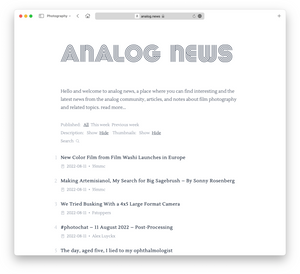 Photography
analog.news
ANALOG NEWS
Hello and welcome to analog news, a place where you can find interesting and the
latest news from the analog community, articles, and notes about film photography
and related topics. read more...
Published: All This week Previous week
Description: Show Hide Thumbnails: Show Hide
Search:
New Color Film from Film Washi Launches in Europe
2022-08-11
Making Artemisianol, My Search for Big Sagebrush – By Sonny Rosenberg
2022-08-11
We Tried Busking With a 4x5 Large Format Camera
2022-08-11 • PetaPixel
#photochat – 11 August 2022 – Post-Processing
2022-08-11 • Alex Luyckx
The day, aged five, I lied to my ophthalmologist